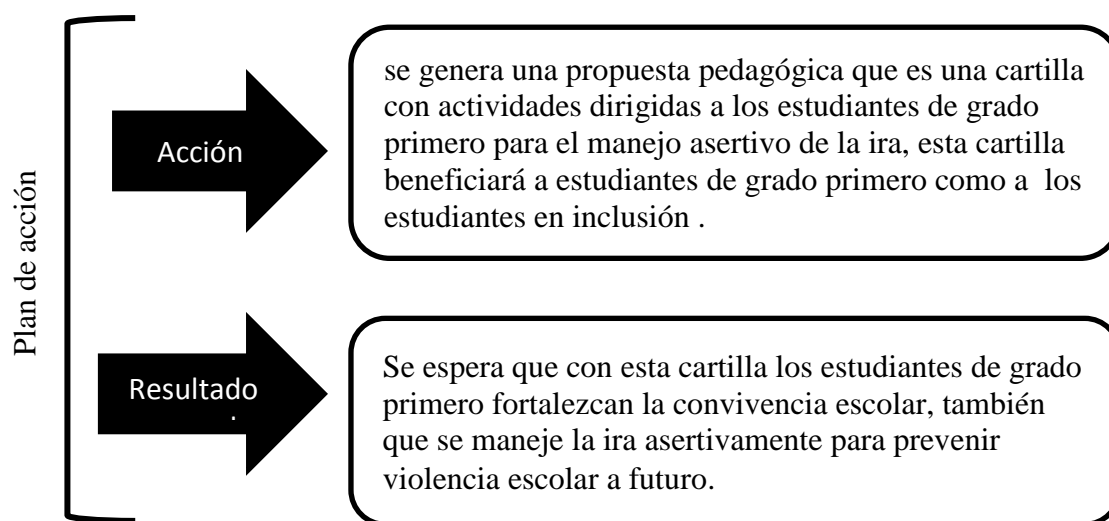 Plan de acción
Acción
se genera una propuesta pedagógica que es una cartilla
con actividades dirigidas a los estudiantes de grado
primero para el manejo asertivo de la ira, esta cartilla
beneficiará a estudiantes de grado primero como a  los
estudiantes en inclusión .
Resultado
.
Se espera que con esta cartilla los estudiantes de grado
primero fortalezcan la convivencia escolar, también
que se maneje la ira asertivamente para prevenir
violencia escolar a futuro.